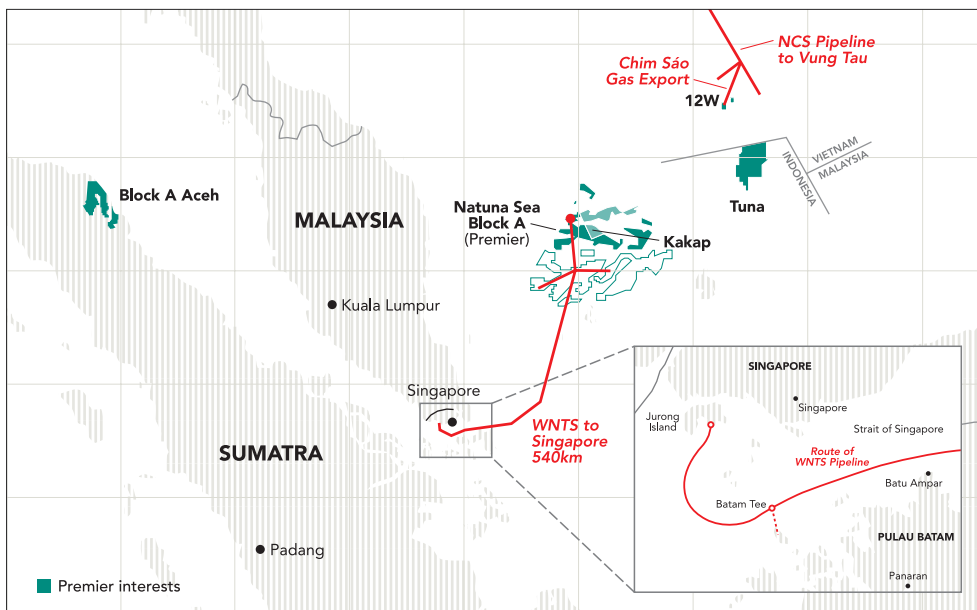 NCS Pipeline
to Vung Tau
Chim Sáo
Gas Export
12W
VIETNAM
MALAYSIA
INDONESIA
Block A Aceh
MALAYSIA
Natuna Sea
Block A
(Premier)
Kakap
Tuna
Kuala Lumpur
Singapore
WNTS to
Singapore
540km
SUMATRA
Padang
Premier interests
SINGAPORE
Singapore
Jurong
Island
Strait of Singapore
Route of
WNTS Pipeline
Batu Ampar
Batam Tee
PULAU BATAM
Panaran